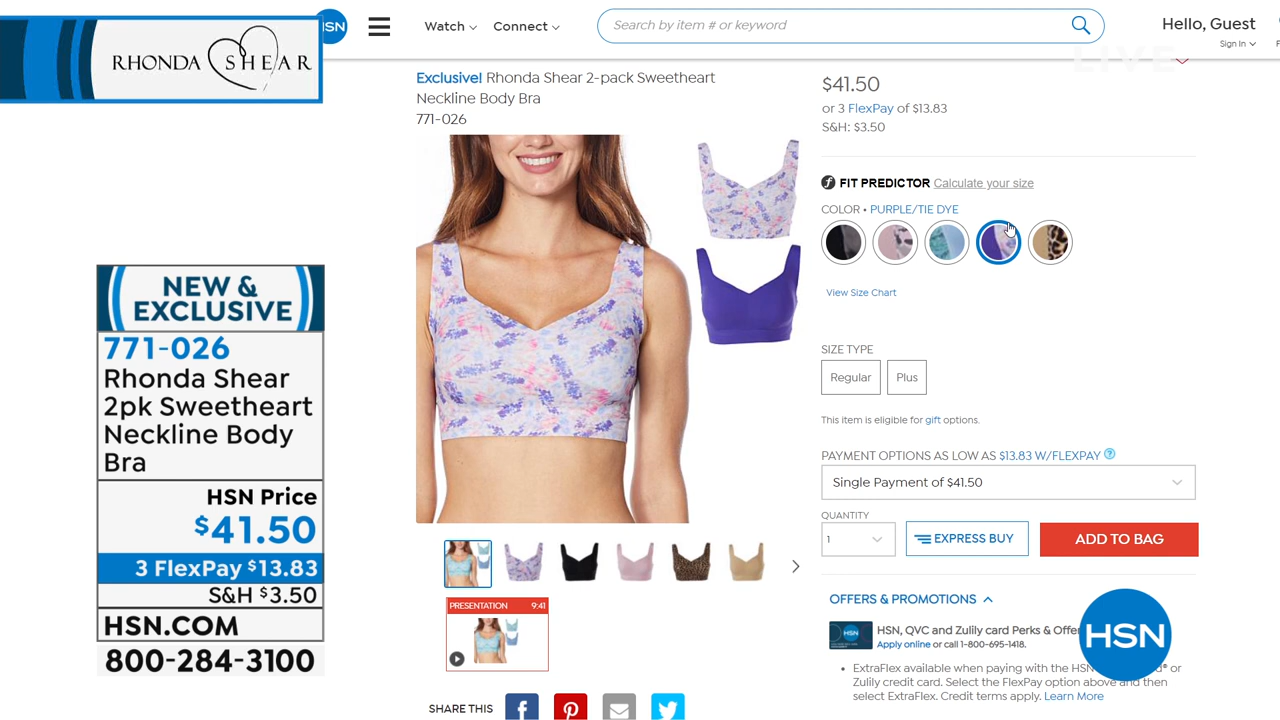 RHONDA SHEAR
HSN
Watch
Connect
Search by item # or keyword
Hello, Guest
Sign In
LIVE
Exclusive! Rhonda Shear 2-pack Sweetheart
Neckline Body Bra
771-026
$41.50
or 3 FlexPay of $13.83
S&H: $3.50
FIT PREDICTOR Calculate your size
COLOR • PURPLE/TIE DYE
View Size Chart
SIZE TYPE
Regular
Plus
This item is eligible for gift options.
PAYMENT OPTIONS AS LOW AS $13.83 W/FLEXPAY ?
Single Payment of $41.50
QUANTITY
1
EXPRESS BUY
ADD TO BAG
OFFERS & PROMOTIONS
HSN, QVC and Zulily card Perks & Offe
Apply online or call 1-800-695-1418.
• ExtraFlex available when paying with the HSN
Zulily credit card. Select the FlexPay option above and then
select ExtraFlex. Credit terms apply. Learn More
HSN
PRESENTATION 9:41
SHARE THIS
NEW &
EXCLUSIVE
771-026
Rhonda Shear
2pk Sweetheart
Neckline Body
Bra
HSN Price
$41.50
3 FlexPay $13.83
S&H $3.50
HSN.COM
800-284-3100